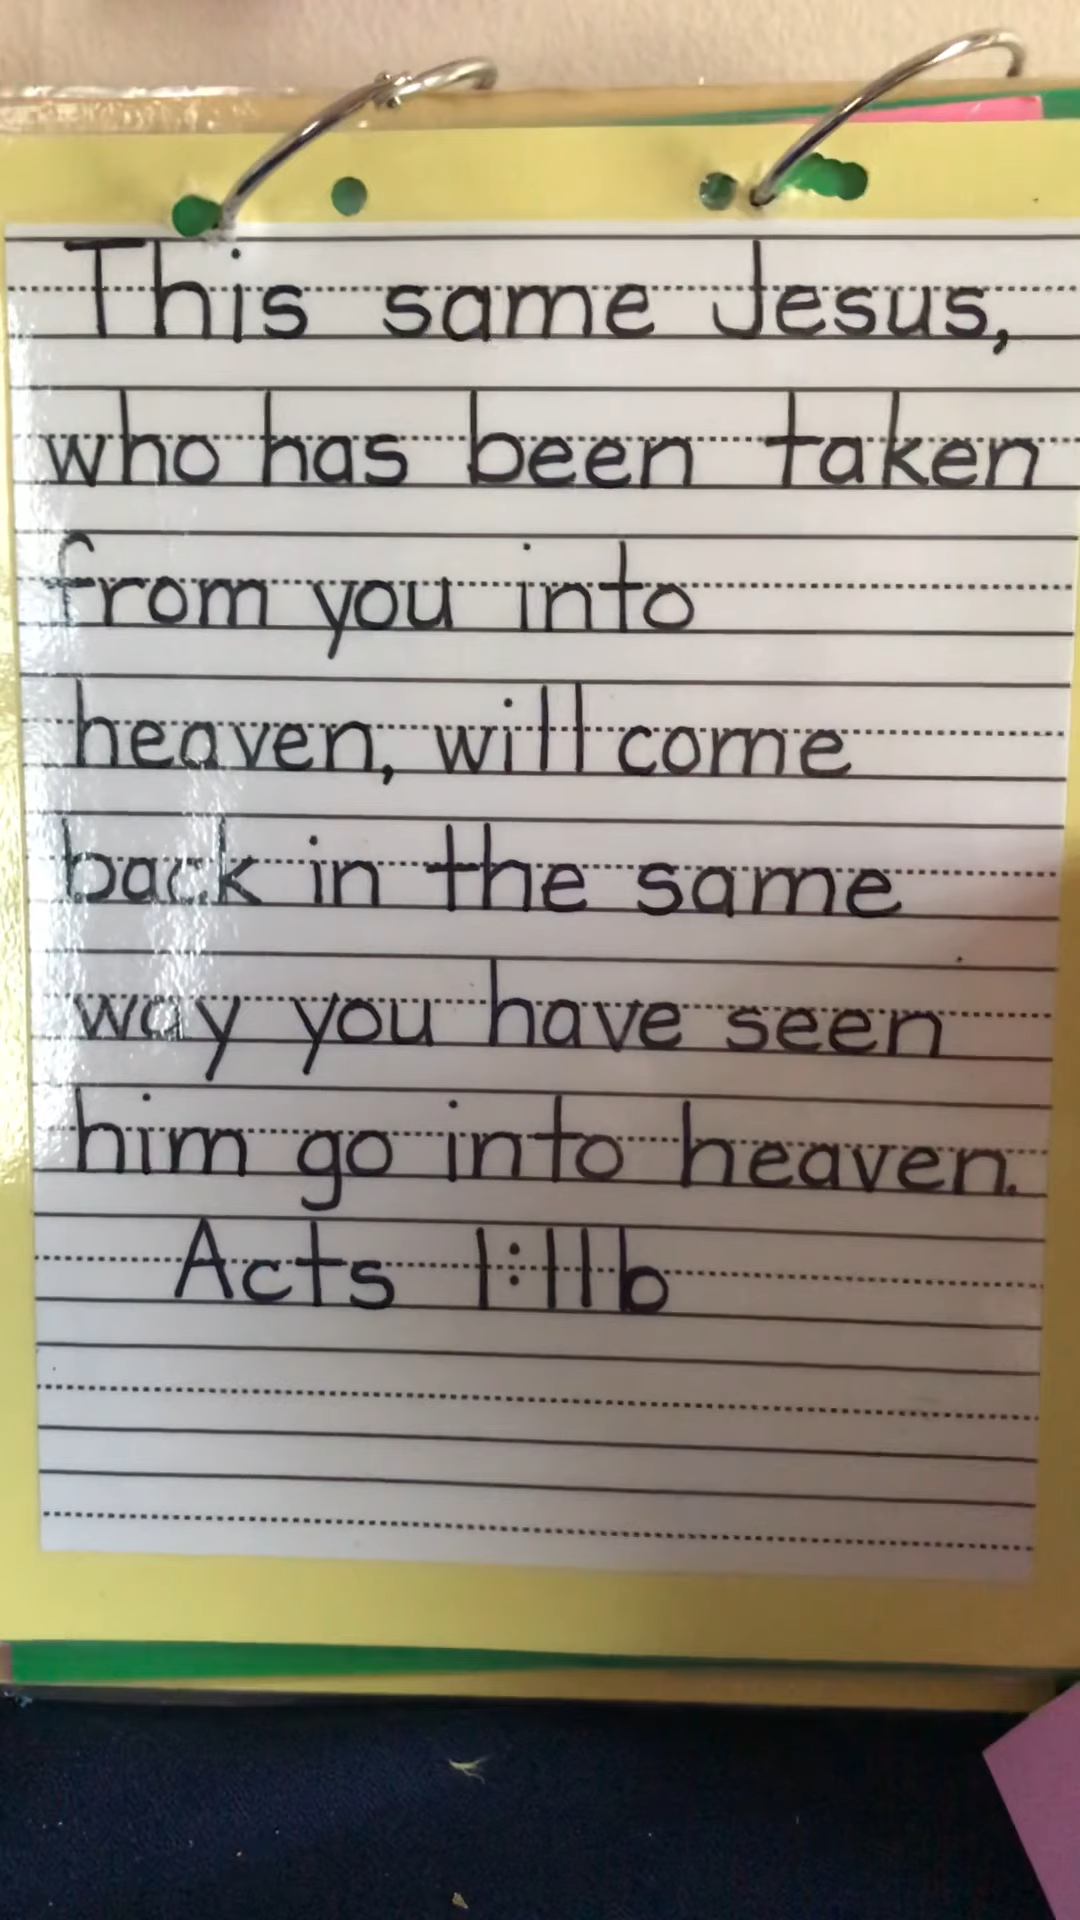 This same Jesus,
who has been taken
from you into
heaven, will come
back in the same
way you have seen
him go into heaven.
Acts 1:11b